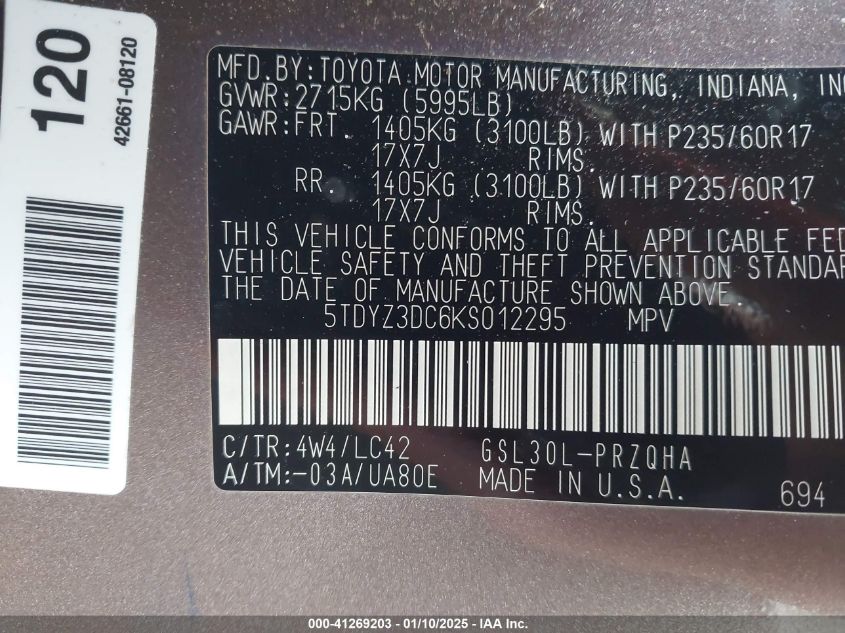 120
42661-08120
MFD.BY:TOYOTA MOTOR MANUFACTURING, INDIANA, INC
GVWR:2715KG (5995LB)
GAWR:FRT. 1405KG (3100LB) WITH P235/60R17
17X7J RIMS.
RR. 1405KG (3100LB) WITH P235/60R17
17X7J RIMS.
THIS VEHICLE CONFORMS TO ALL APPLICABLE FED
VEHICLE SAFETY AND THEFT PREVENTION STANDAR
THE DATE OF MANUFACTURE SHOWN ABOVE.
5TDYZ3DC6KS012295 MPV
C/TR:4W4/LC42 GSL30L-PRZQHA
A/TM:-03A/UA80E MADE IN U.S.A. 694
000-41269203 - 01/10/2025 - IAA Inc.